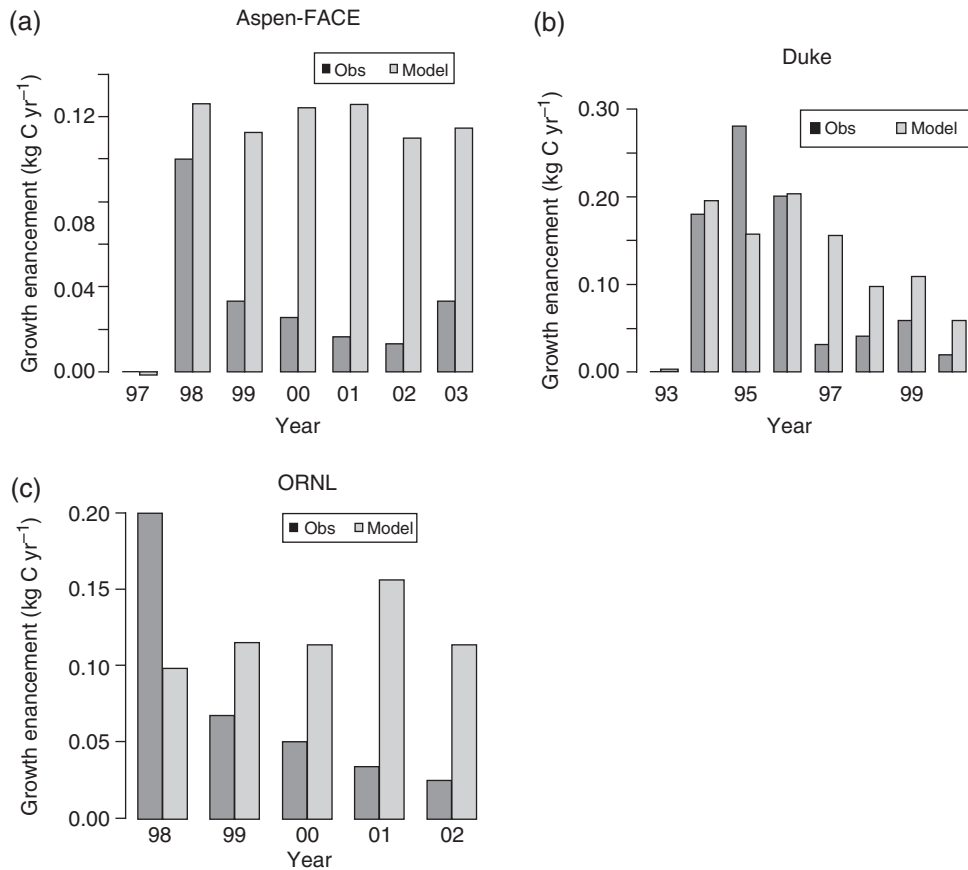 (a)
Aspen-FACE
Obs Model
Growth enancement (kg C yr⁻¹)
0.12
0.08
0.04
0.00
97 98 99 00 01 02 03
Year
(b)
Duke
Obs Model
Growth enancement (kg C yr⁻¹)
0.30
0.20
0.10
0.00
93 95 97 99
Year
(c)
ORNL
Obs Model
Growth enancement (kg C yr⁻¹)
0.20
0.15
0.10
0.05
0.00
98 99 00 01 02
Year